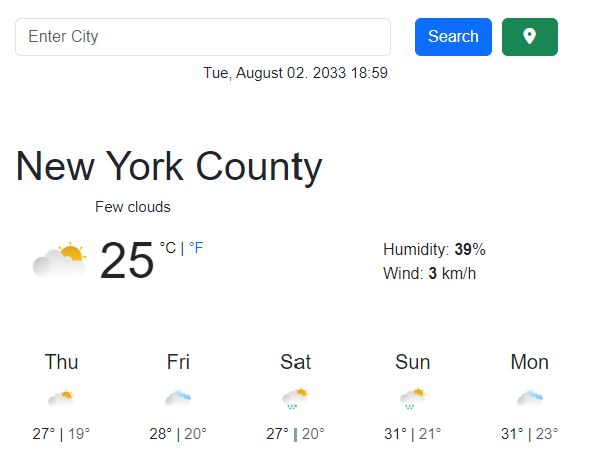 Enter City Search
Tue, August 02. 2033 18:59
New York County
Few clouds
25 °C | °F
Humidity: 39%
Wind: 3 km/h
Thu Fri Sat Sun Mon
27° | 19° 28° | 20° 27° | 20° 31° | 21° 31° | 23°